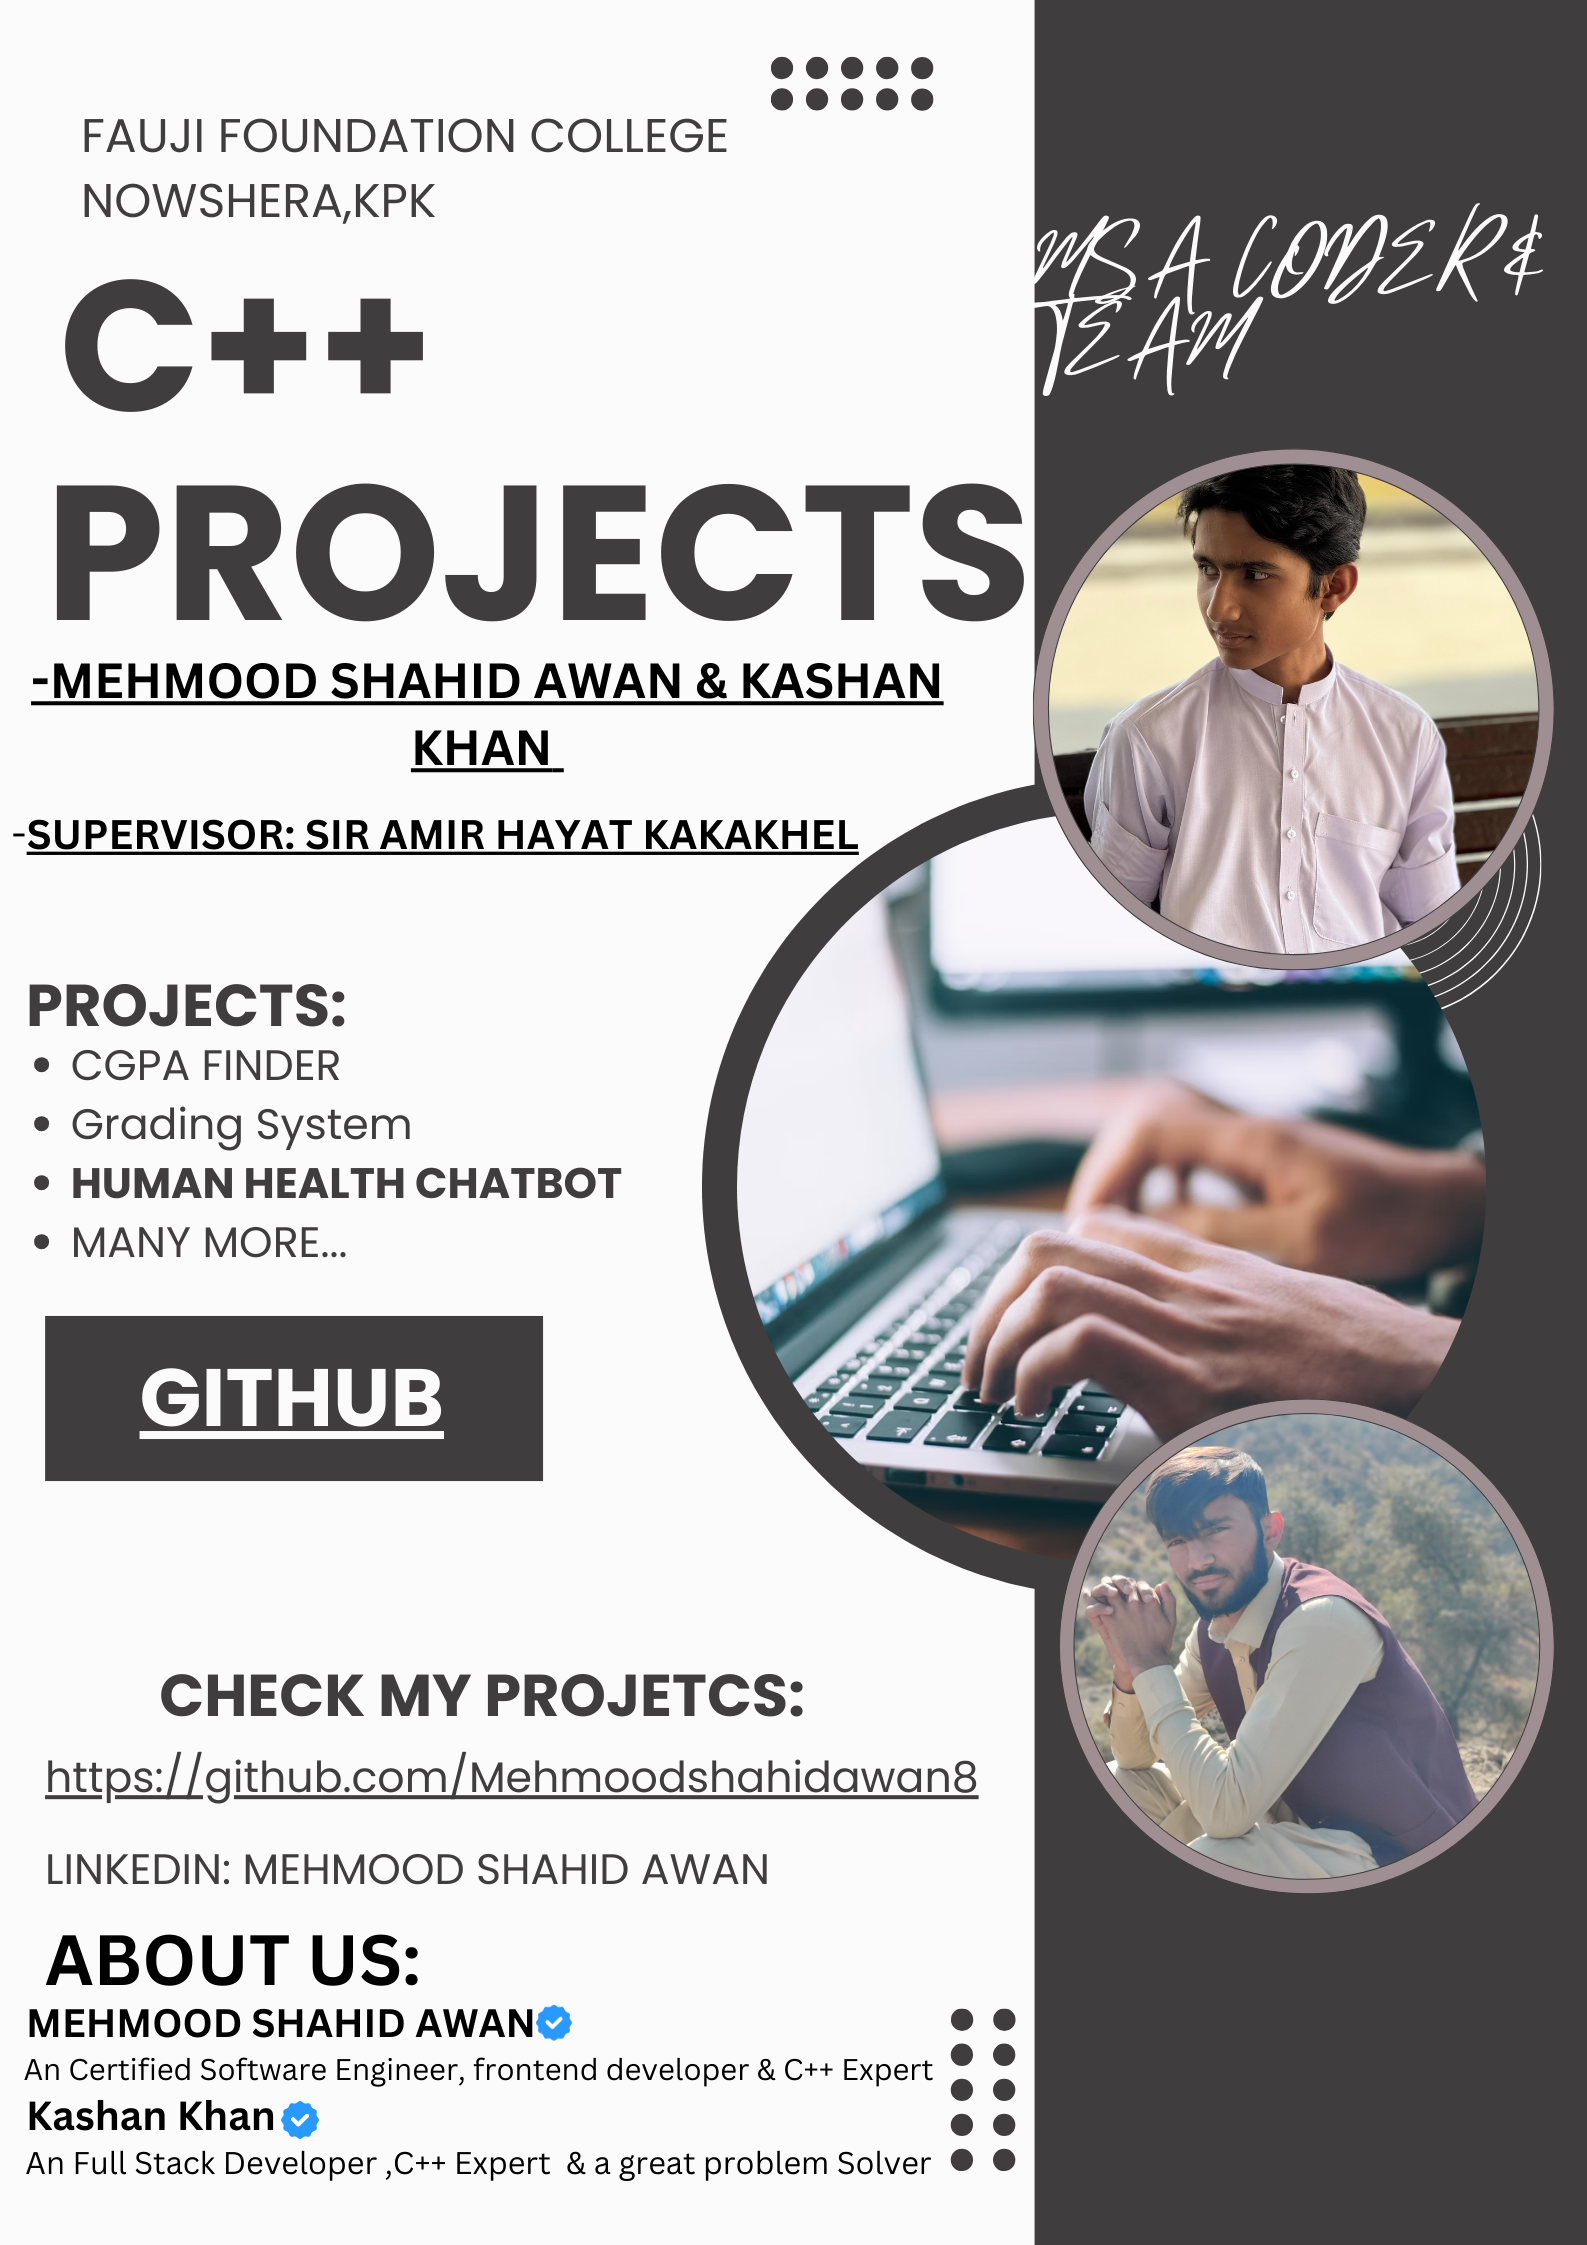 FAUJI FOUNDATION COLLEGE
NOWSHERA,KPK
MS A CODER &
TEAM
C++
PROJECTS
-MEHMOOD SHAHID AWAN & KASHAN
KHAN
-SUPERVISOR: SIR AMIR HAYAT KAKAKHEL
PROJECTS:
• CGPA FINDER
• Grading System
• HUMAN HEALTH CHATBOT
• MANY MORE...
GITHUB
CHECK MY PROJETCS:
https://github.com/Mehmoodshahidawan8
LINKEDIN: MEHMOOD SHAHID AWAN
ABOUT US:
MEHMOOD SHAHID AWAN
An Certified Software Engineer, frontend developer & C++ Expert
Kashan Khan
An Full Stack Developer ,C++ Expert  & a great problem Solver